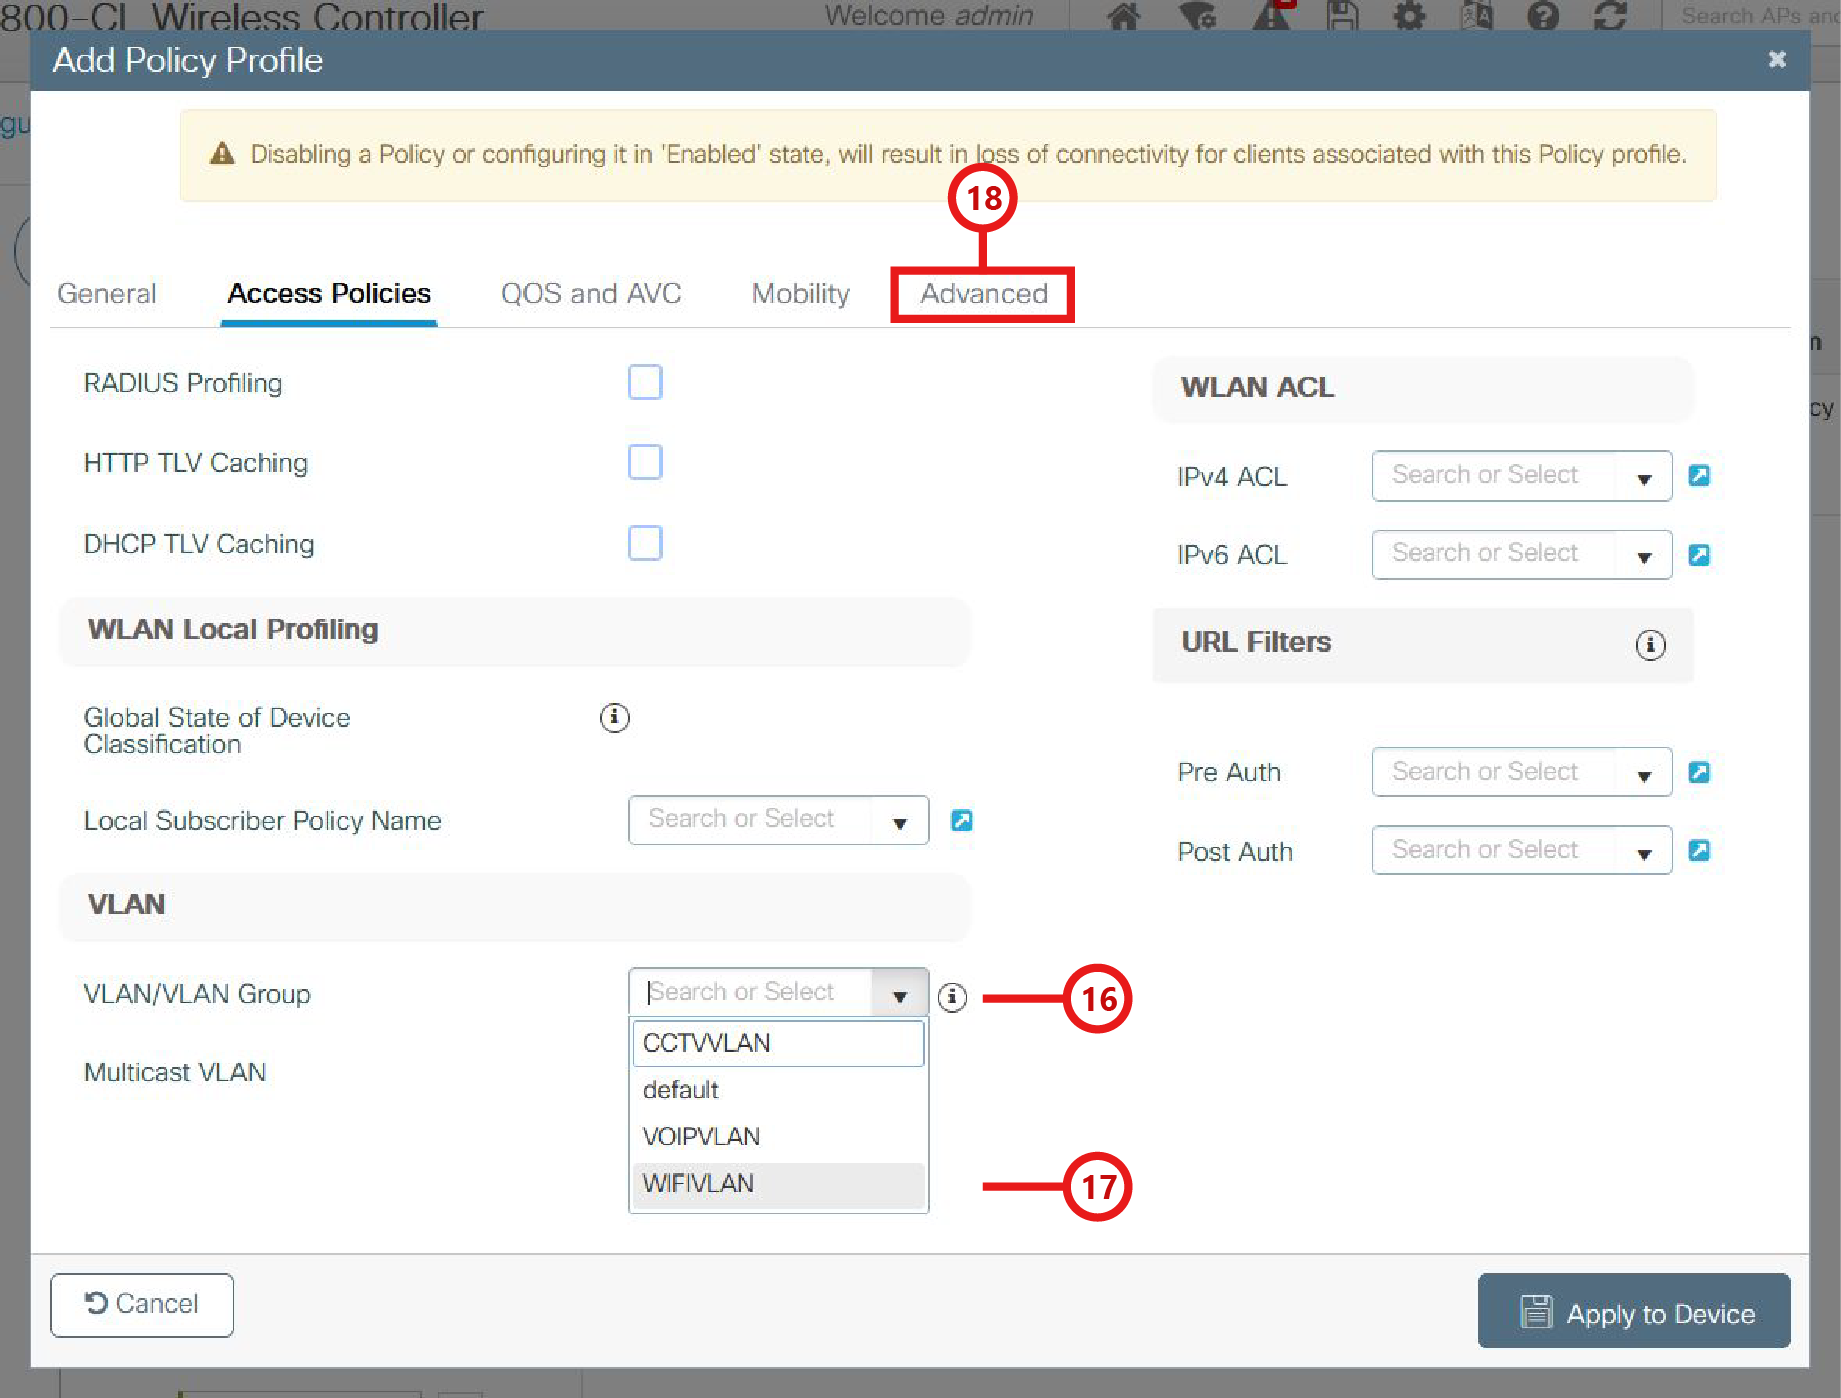 800-CL Wireless Controller
Welcome admin
Search APs and
Add Policy Profile
Disabling a Policy or configuring it in 'Enabled' state, will result in loss of connectivity for clients associated with this Policy profile.
18
General
Access Policies
QOS and AVC
Mobility
Advanced
RADIUS Profiling
HTTP TLV Caching
DHCP TLV Caching
WLAN Local Profiling
Global State of Device
Classification
Local Subscriber Policy Name
Search or Select
VLAN
VLAN/VLAN Group
Search or Select
16
CCTVVLAN
default
VOIPVLAN
WIFIVLAN
17
Multicast VLAN
WLAN ACL
IPv4 ACL
Search or Select
IPv6 ACL
Search or Select
URL Filters
Pre Auth
Search or Select
Post Auth
Search or Select
Cancel
Apply to Device